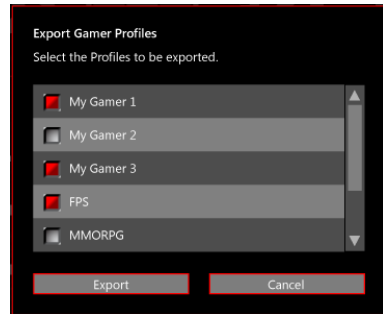 Export Gamer Profiles
Select the Profiles to be exported.
My Gamer 1
My Gamer 2
My Gamer 3
FPS
MMORPG
Export Cancel